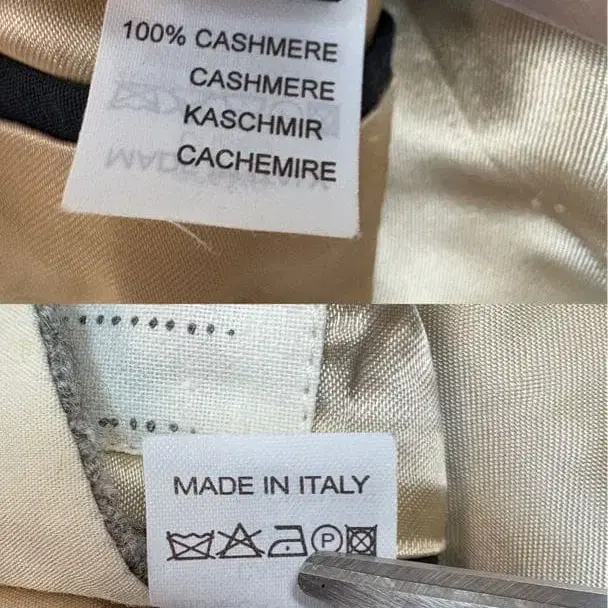 100% CASHMERE
CASHMERE
KASCHMIR
CACHEMIRE
MADE IN ITALY
P